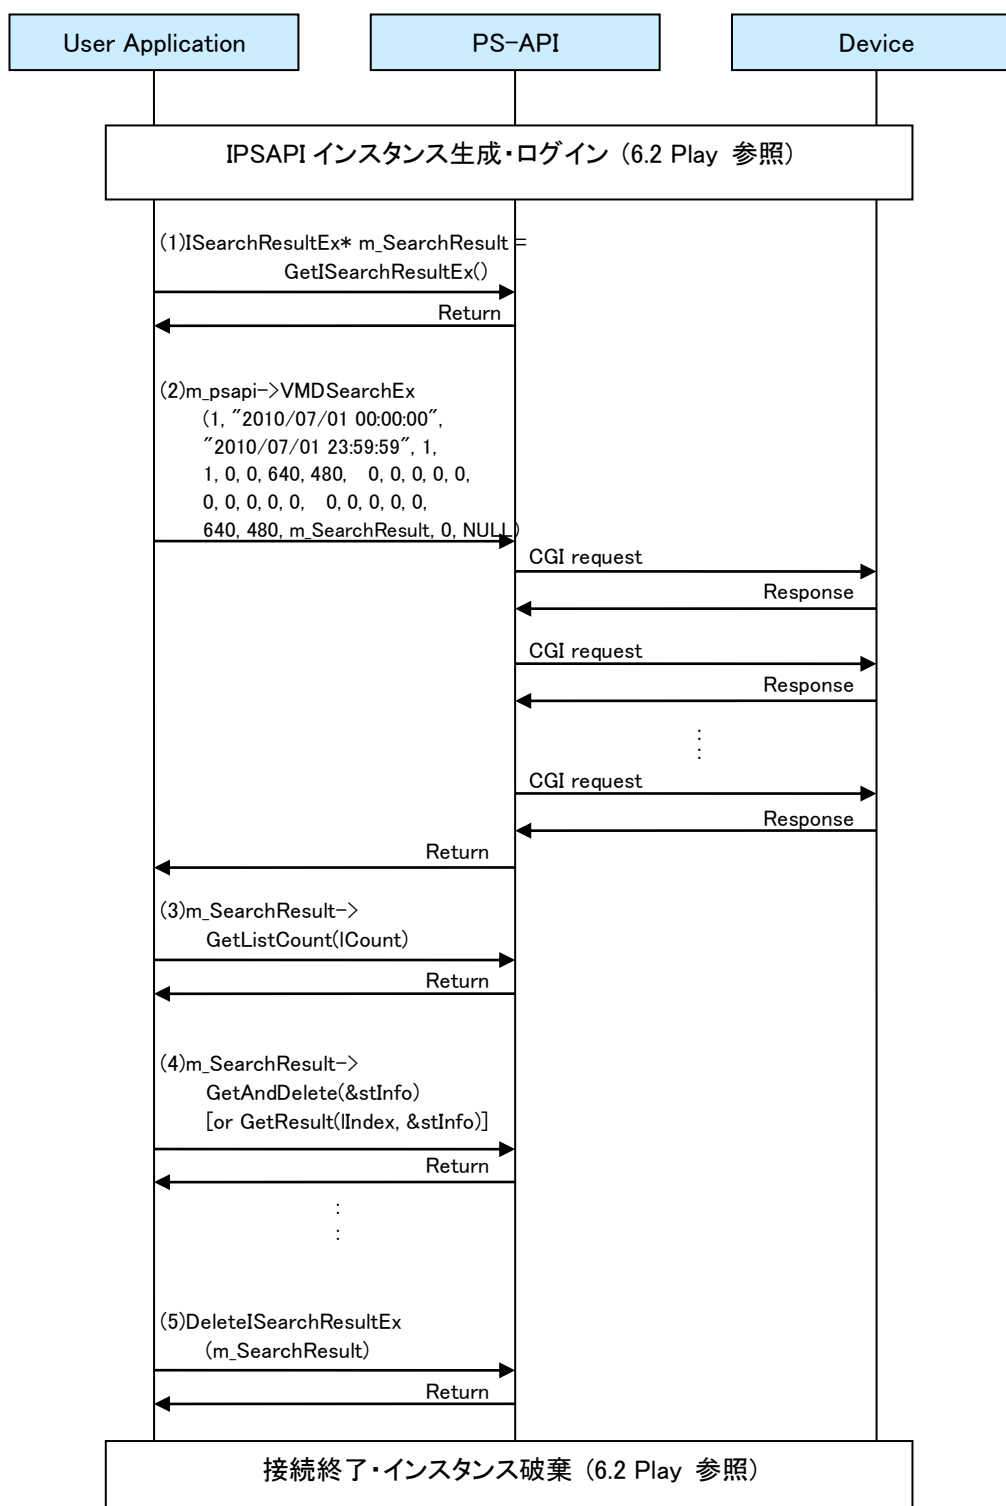 User Application
PS-API
Device
IPSAPI インスタンス生成・ログイン (6.2 Play 参照)
(1)ISearchResultEx* m_SearchResult =
GetISearchResultEx()
Return
(2)m_psapi->VMDSearchEx
(1, "2010/07/01 00:00:00",
"2010/07/01 23:59:59", 1,
1, 0, 0, 640, 480, 0, 0, 0, 0, 0,
0, 0, 0, 0, 0, 0, 0, 0, 0, 0,
640, 480, m_SearchResult, 0, NULL)
CGI request
Response
CGI request
Response
:
:
CGI request
Response
Return
(3)m_SearchResult->
GetListCount(lCount)
Return
(4)m_SearchResult->
GetAndDelete(&stInfo)
[or GetResult(lIndex, &stInfo)]
Return
:
:
(5)DeleteISearchResultEx
(m_SearchResult)
Return
接続終了・インスタンス破棄 (6.2 Play 参照)